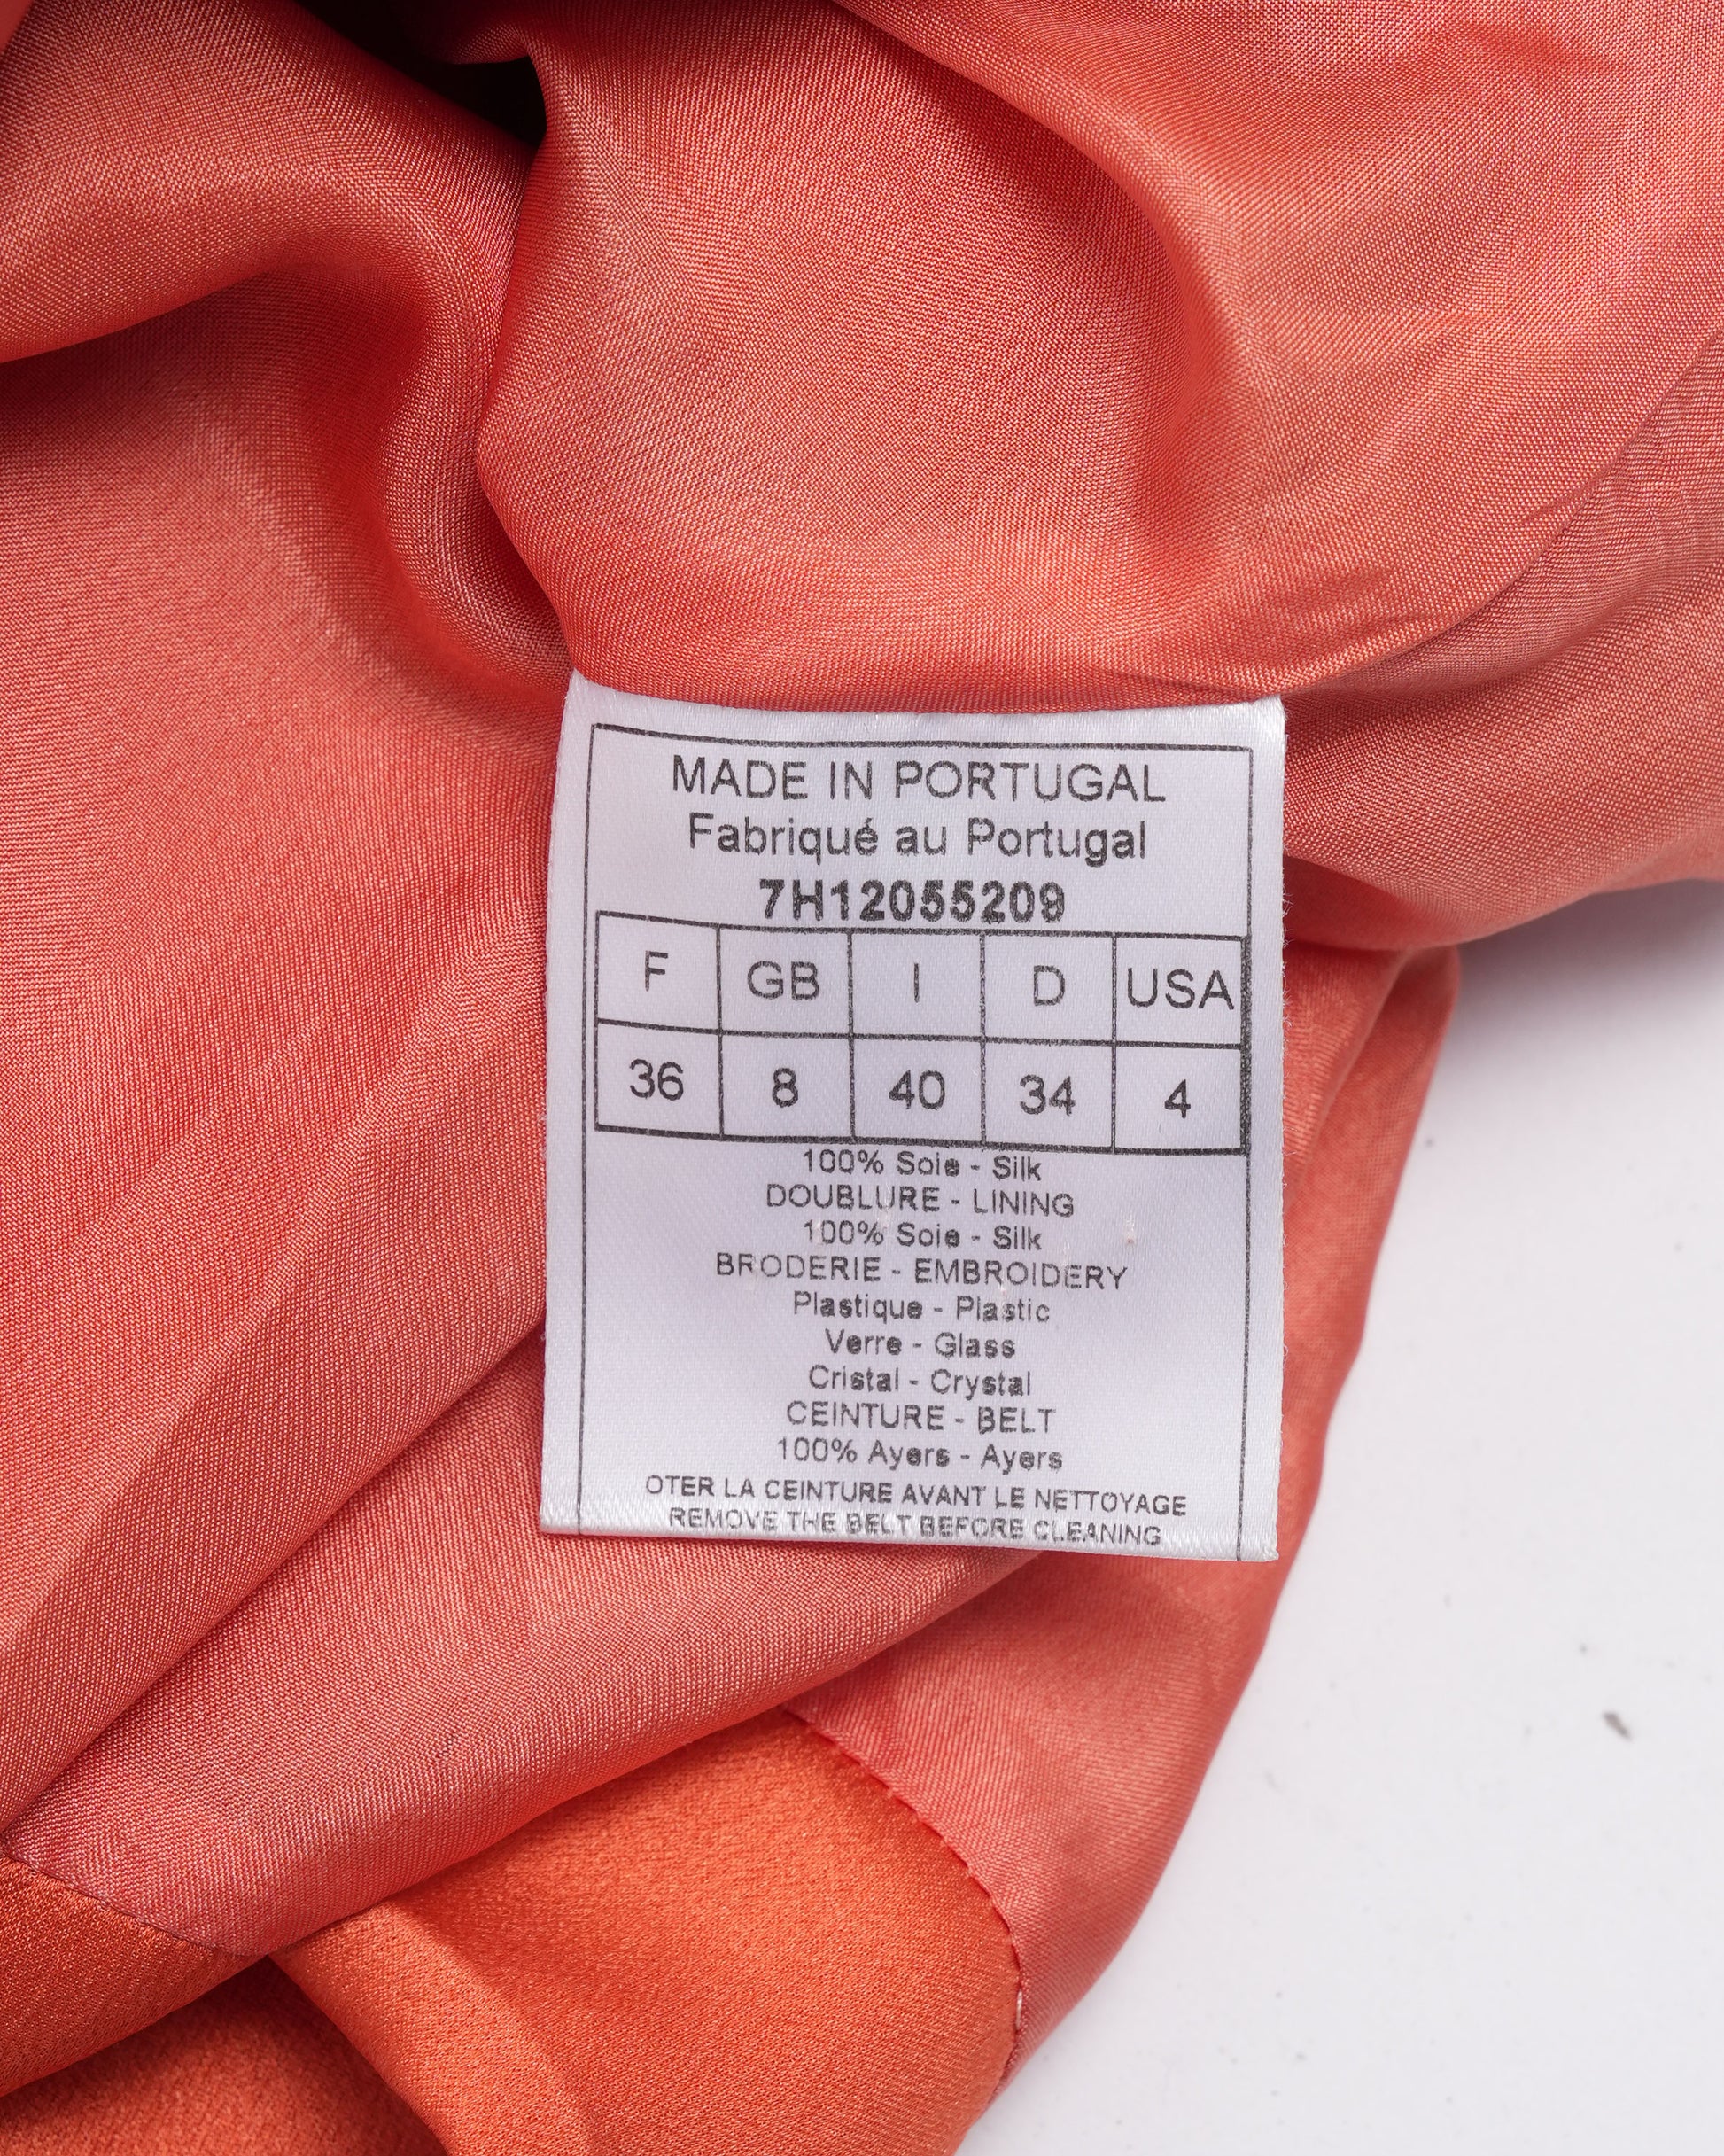 MADE IN PORTUGAL
Fabriqué au Portugal
7H12055209
F GB I D USA
36 8 40 34 4
100% Soie - Silk
DOUBLURE - LINING
100% Soie - Silk
BRODERIE - EMBROIDERY
Plastique - Plastic
Verre - Glass
Cristal - Crystal
CEINTURE - BELT
100% Ayers - Ayers
OTER LA CEINTURE AVANT LE NETTOYAGE
REMOVE THE BELT BEFORE CLEANING